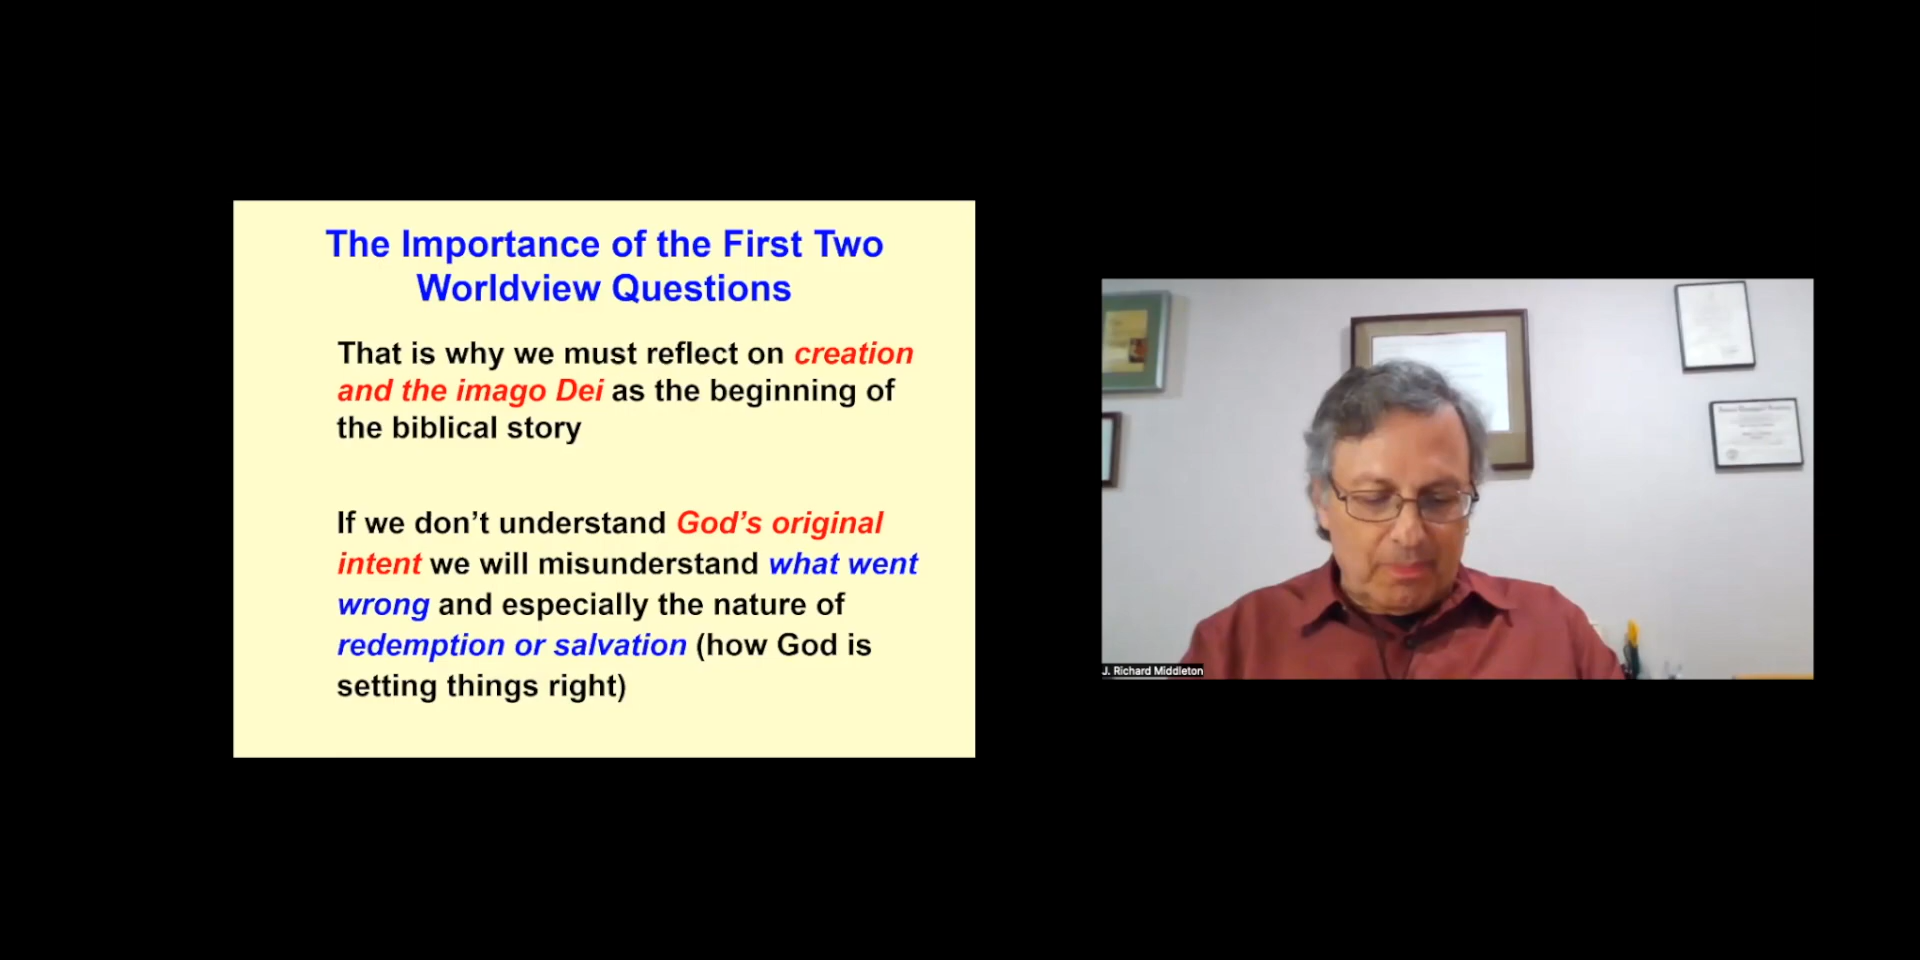 The Importance of the First Two
Worldview Questions
That is why we must reflect on creation
and the imago Dei as the beginning of
the biblical story
If we don’t understand God’s original
intent we will misunderstand what went
wrong and especially the nature of
redemption or salvation (how God is
setting things right)
J. Richard Middleton